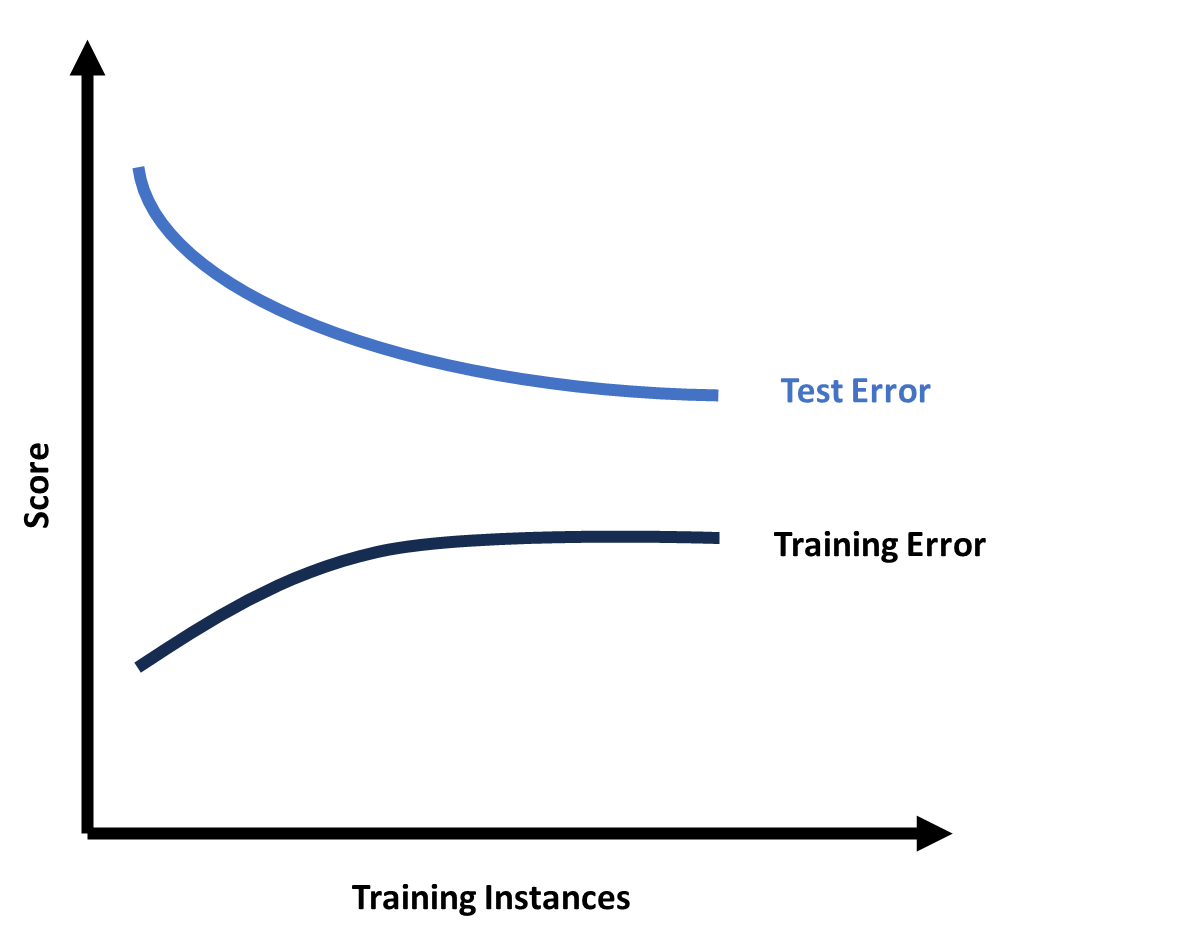 Test Error
Score
Training Error
Training Instances